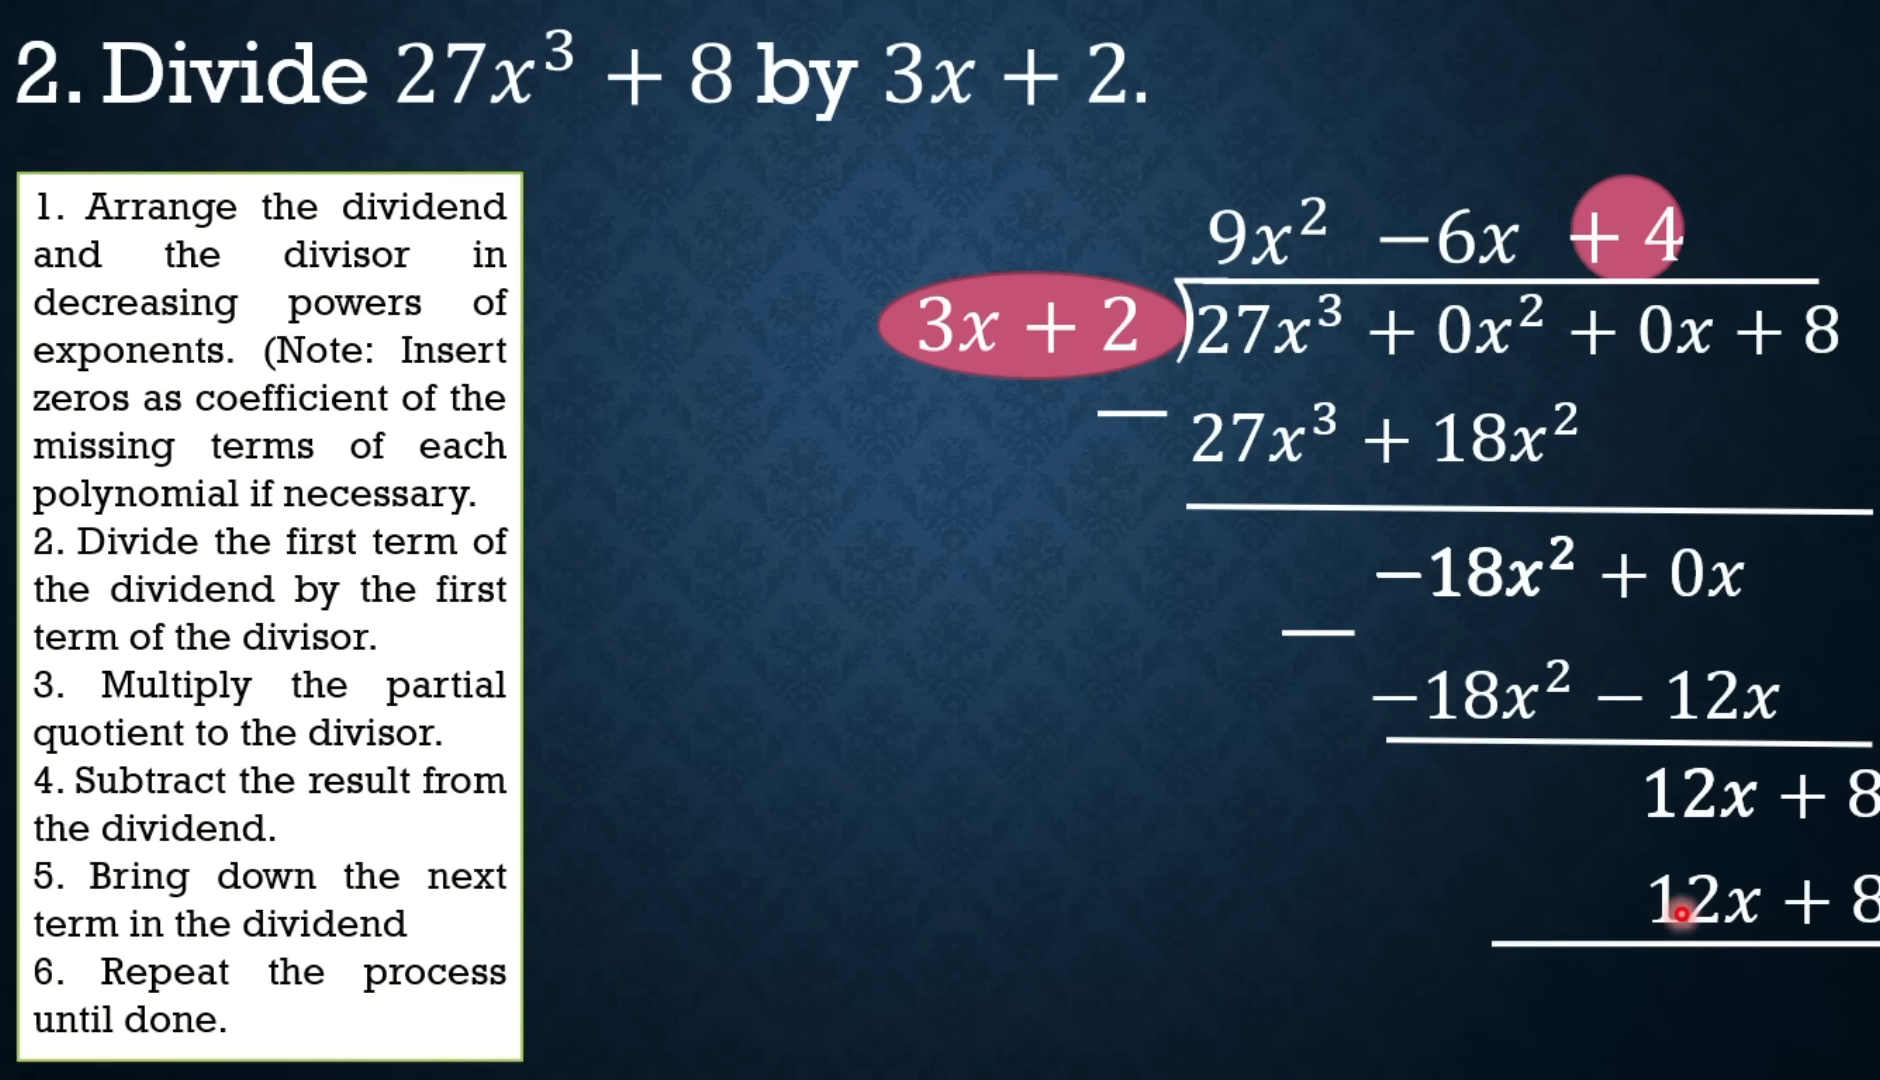 2. Divide 27x³ + 8 by 3x + 2.
1. Arrange the dividend
and the divisor in
decreasing powers of
exponents. (Note: Insert
zeros as coefficient of the
missing terms of each
polynomial if necessary.
2. Divide the first term of
the dividend by the first
term of the divisor.
3. Multiply the partial
quotient to the divisor.
4. Subtract the result from
the dividend.
5. Bring down the next
term in the dividend
6. Repeat the process
until done.
9x² −6x + 4
3x + 2 )27x³ + 0x² + 0x + 8
— 27x³ + 18x²
−18x² + 0x
—
−18x² − 12x
12x + 8
12x + 8